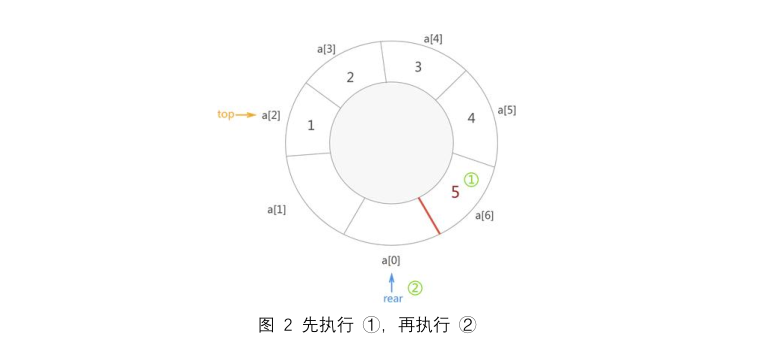 a[4]
a[3]
3
2
a[5]
top
a[2]
4
1
①
5
a[1]
a[6]
a[0]
②
rear
图 2 先执行 ①，再执行 ②